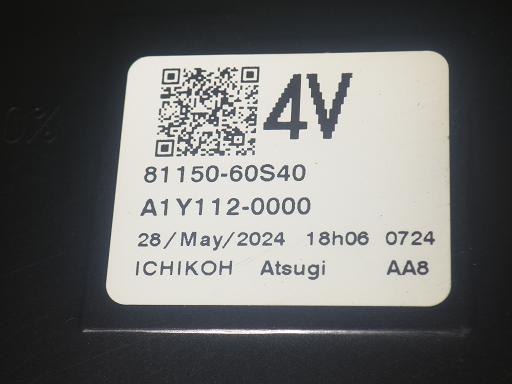 4V
81150-60S40
A1Y112-0000
28/May/2024 18h06 0724
ICHIKOH Atsugi AA8